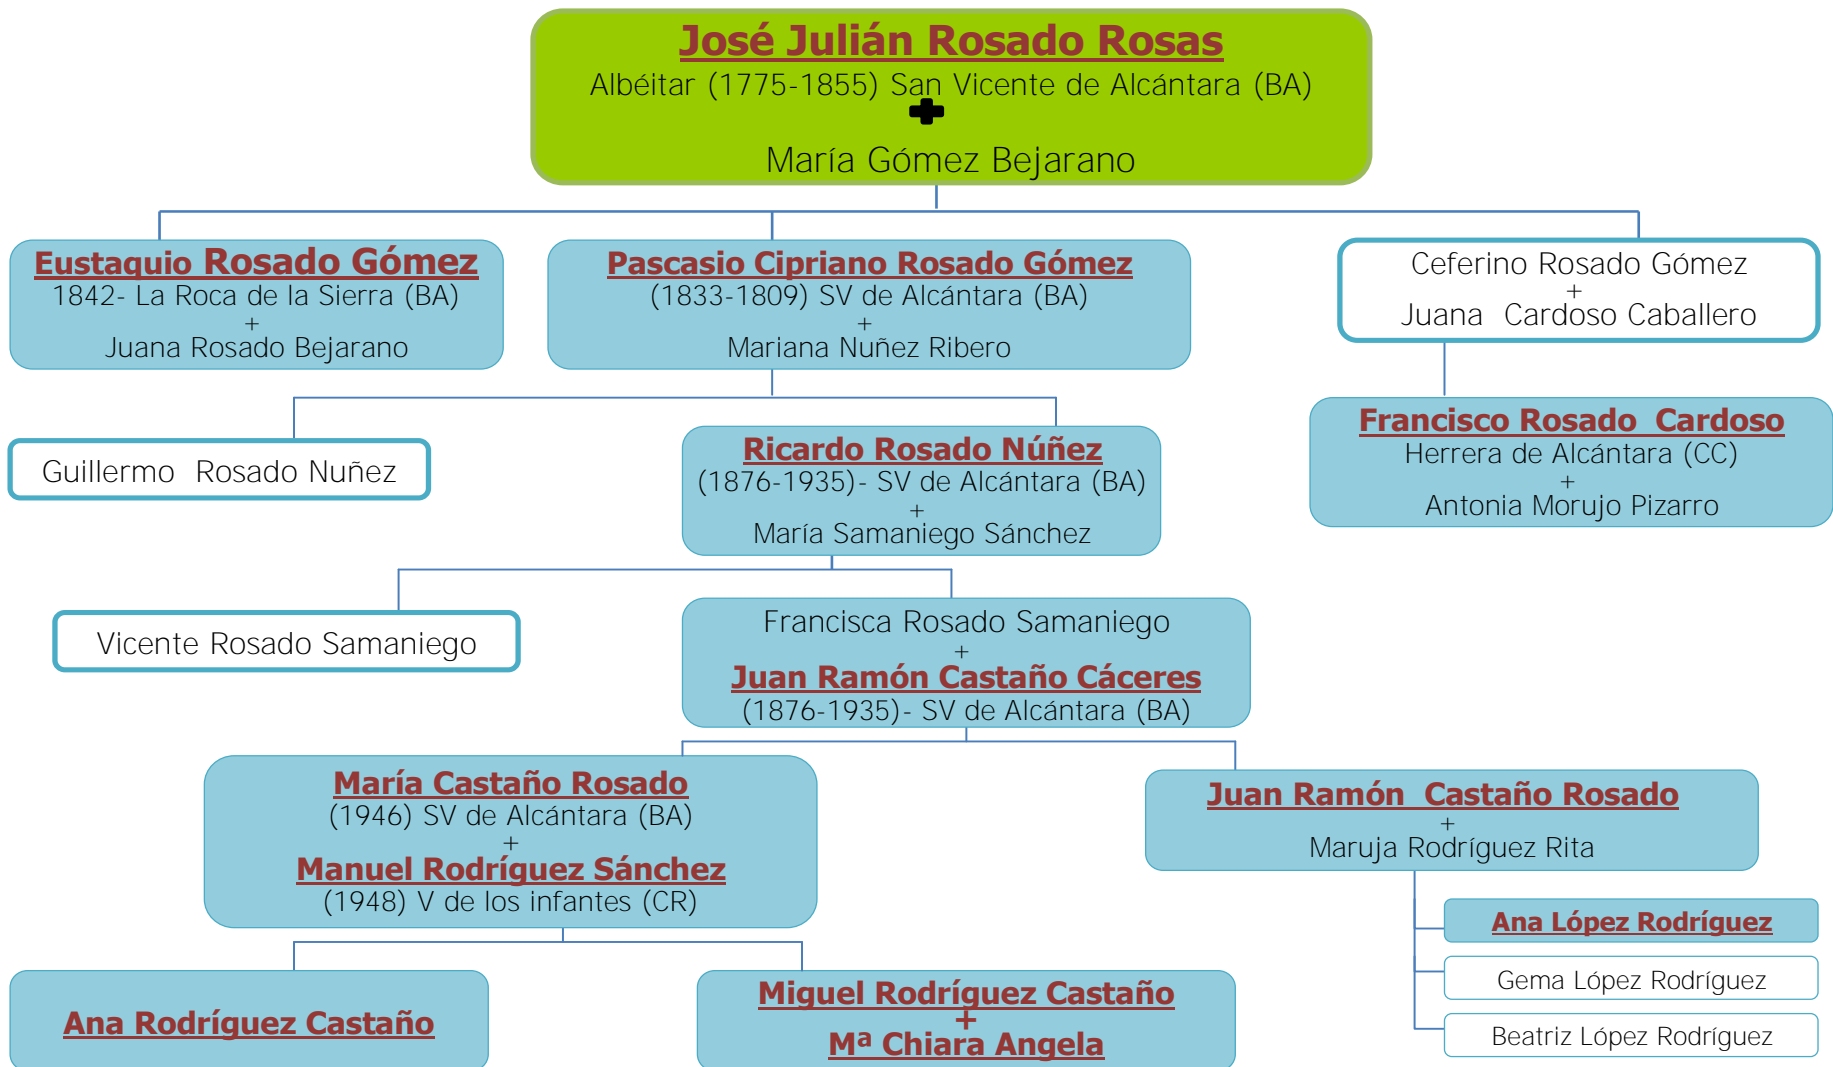 José Julián Rosado Rosas
Albéitar (1775-1855) San Vicente de Alcántara (BA)
María Gómez Bejarano
Eustaquio Rosado Gómez
1842- La Roca de la Sierra (BA)
+
Juana Rosado Bejarano
Pascasio Cipriano Rosado Gómez
(1833-1809) SV de Alcántara (BA)
+
Mariana Nuñez Ribero
Ceferino Rosado Gómez
+
Juana Cardoso Caballero
Guillermo Rosado Nuñez
Ricardo Rosado Núñez
(1876-1935)- SV de Alcántara (BA)
+
María Samaniego Sánchez
Francisco Rosado Cardoso
Herrera de Alcántara (CC)
+
Antonia Morujo Pizarro
Vicente Rosado Samaniego
Francisca Rosado Samaniego
+
Juan Ramón Castaño Cáceres
(1876-1935)- SV de Alcántara (BA)
María Castaño Rosado
(1946) SV de Alcántara (BA)
+
Manuel Rodríguez Sánchez
(1948) V de los infantes (CR)
Juan Ramón Castaño Rosado
+
Maruja Rodríguez Rita
Ana López Rodríguez
Gema López Rodríguez
Beatriz López Rodríguez
Ana Rodríguez Castaño
Miguel Rodríguez Castaño
+
Mª Chiara Angela